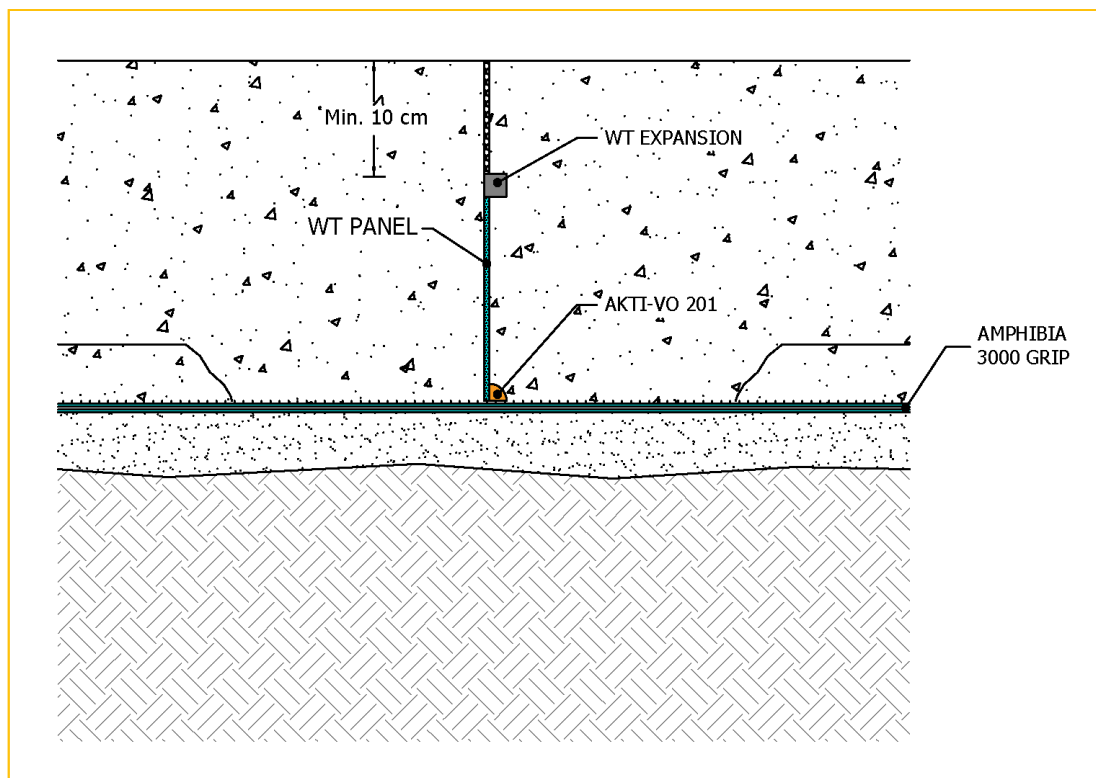 Min. 10 cm
WT EXPANSION
WT PANEL
AKTI-VO 201
AMPHIBIA
3000 GRIP